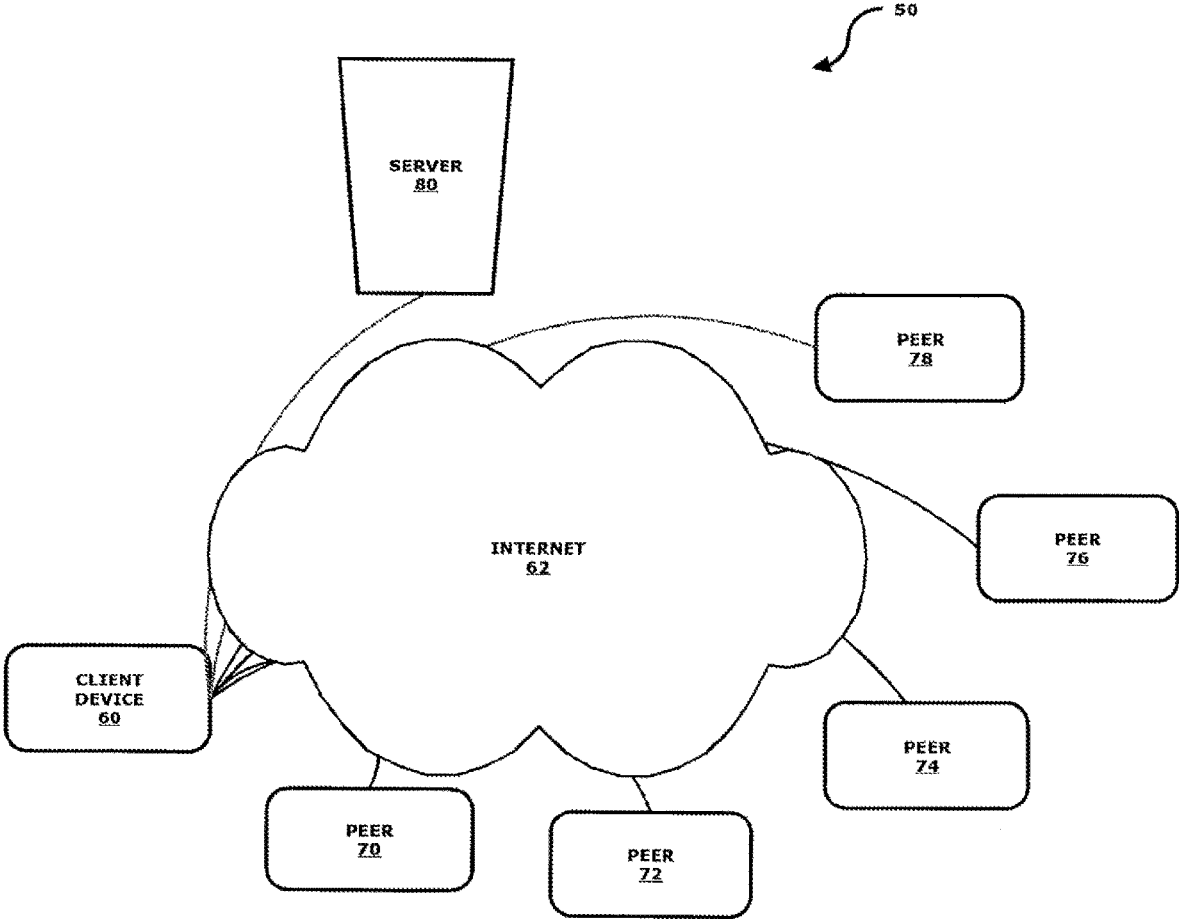 50
SERVER
80
PEER
78
PEER
76
INTERNET
62
CLIENT
DEVICE
60
PEER
74
PEER
70
PEER
72